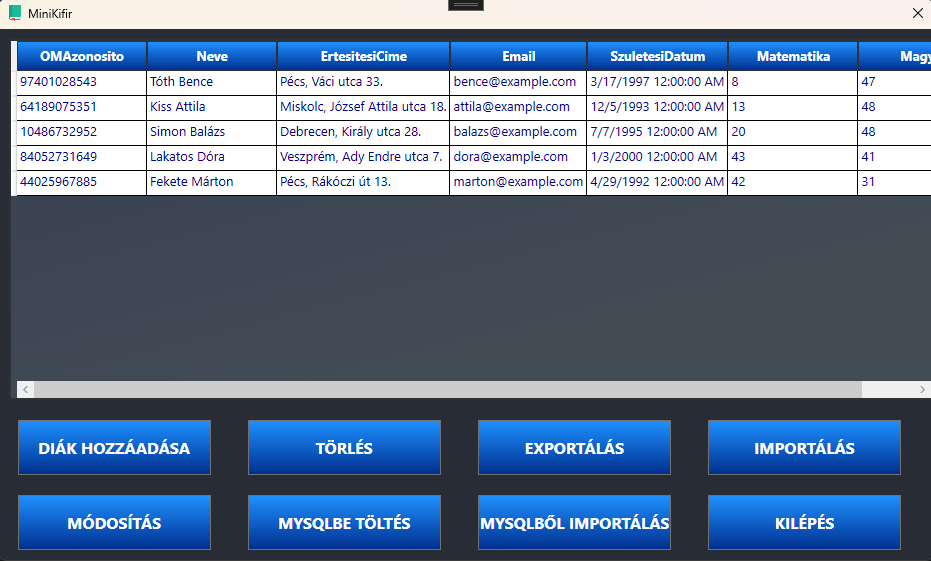 MiniKifir
OMAzonosito Neve ErtesitesiCime Email SzuletesiDatum Matematika Magy
97401028543 Tóth Bence Pécs, Váci utca 33. bence@example.com 3/17/1997 12:00:00 AM 8 47
64189075351 Kiss Attila Miskolc, József Attila utca 18. attila@example.com 12/5/1993 12:00:00 AM 13 48
10486732952 Simon Balázs Debrecen, Király utca 28. balazs@example.com 7/7/1995 12:00:00 AM 20 48
84052731649 Lakatos Dóra Veszprém, Ady Endre utca 7. dora@example.com 1/3/2000 12:00:00 AM 43 41
44025967885 Fekete Márton Pécs, Rákóczi út 13. marton@example.com 4/29/1992 12:00:00 AM 42 31
DIÁK HOZZÁADÁSA TÖRLÉS EXPORTÁLÁS IMPORTÁLÁS
MÓDOSÍTÁS MYSQLBE TÖLTÉS MYSQLBŐL IMPORTÁLÁS KILÉPÉS